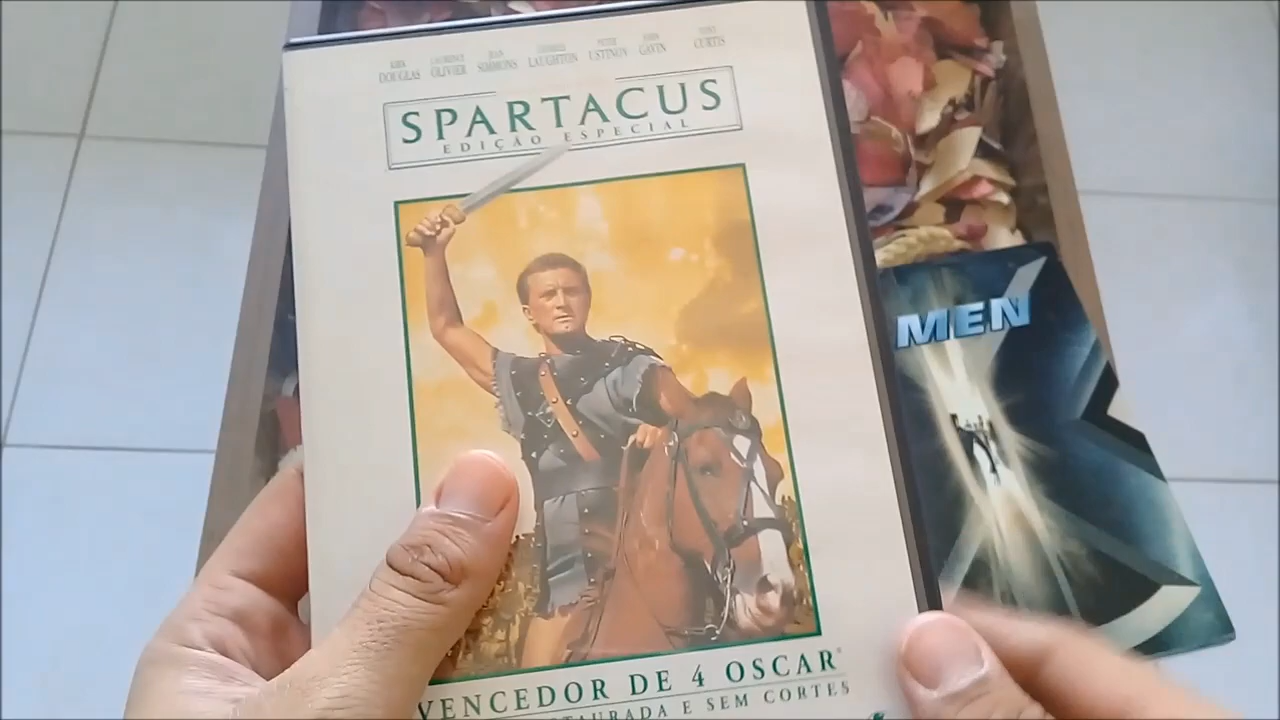 KIRK LAURENCE JEAN CHARLES PETER JOHN TONY
DOUGLAS OLIVIER SIMMONS LAUGHTON USTINOV GAVIN CURTIS
SPARTACUS
EDIÇÃO ESPECIAL
VENCEDOR DE 4 OSCAR
TAURADA E SEM CORTES
MEN